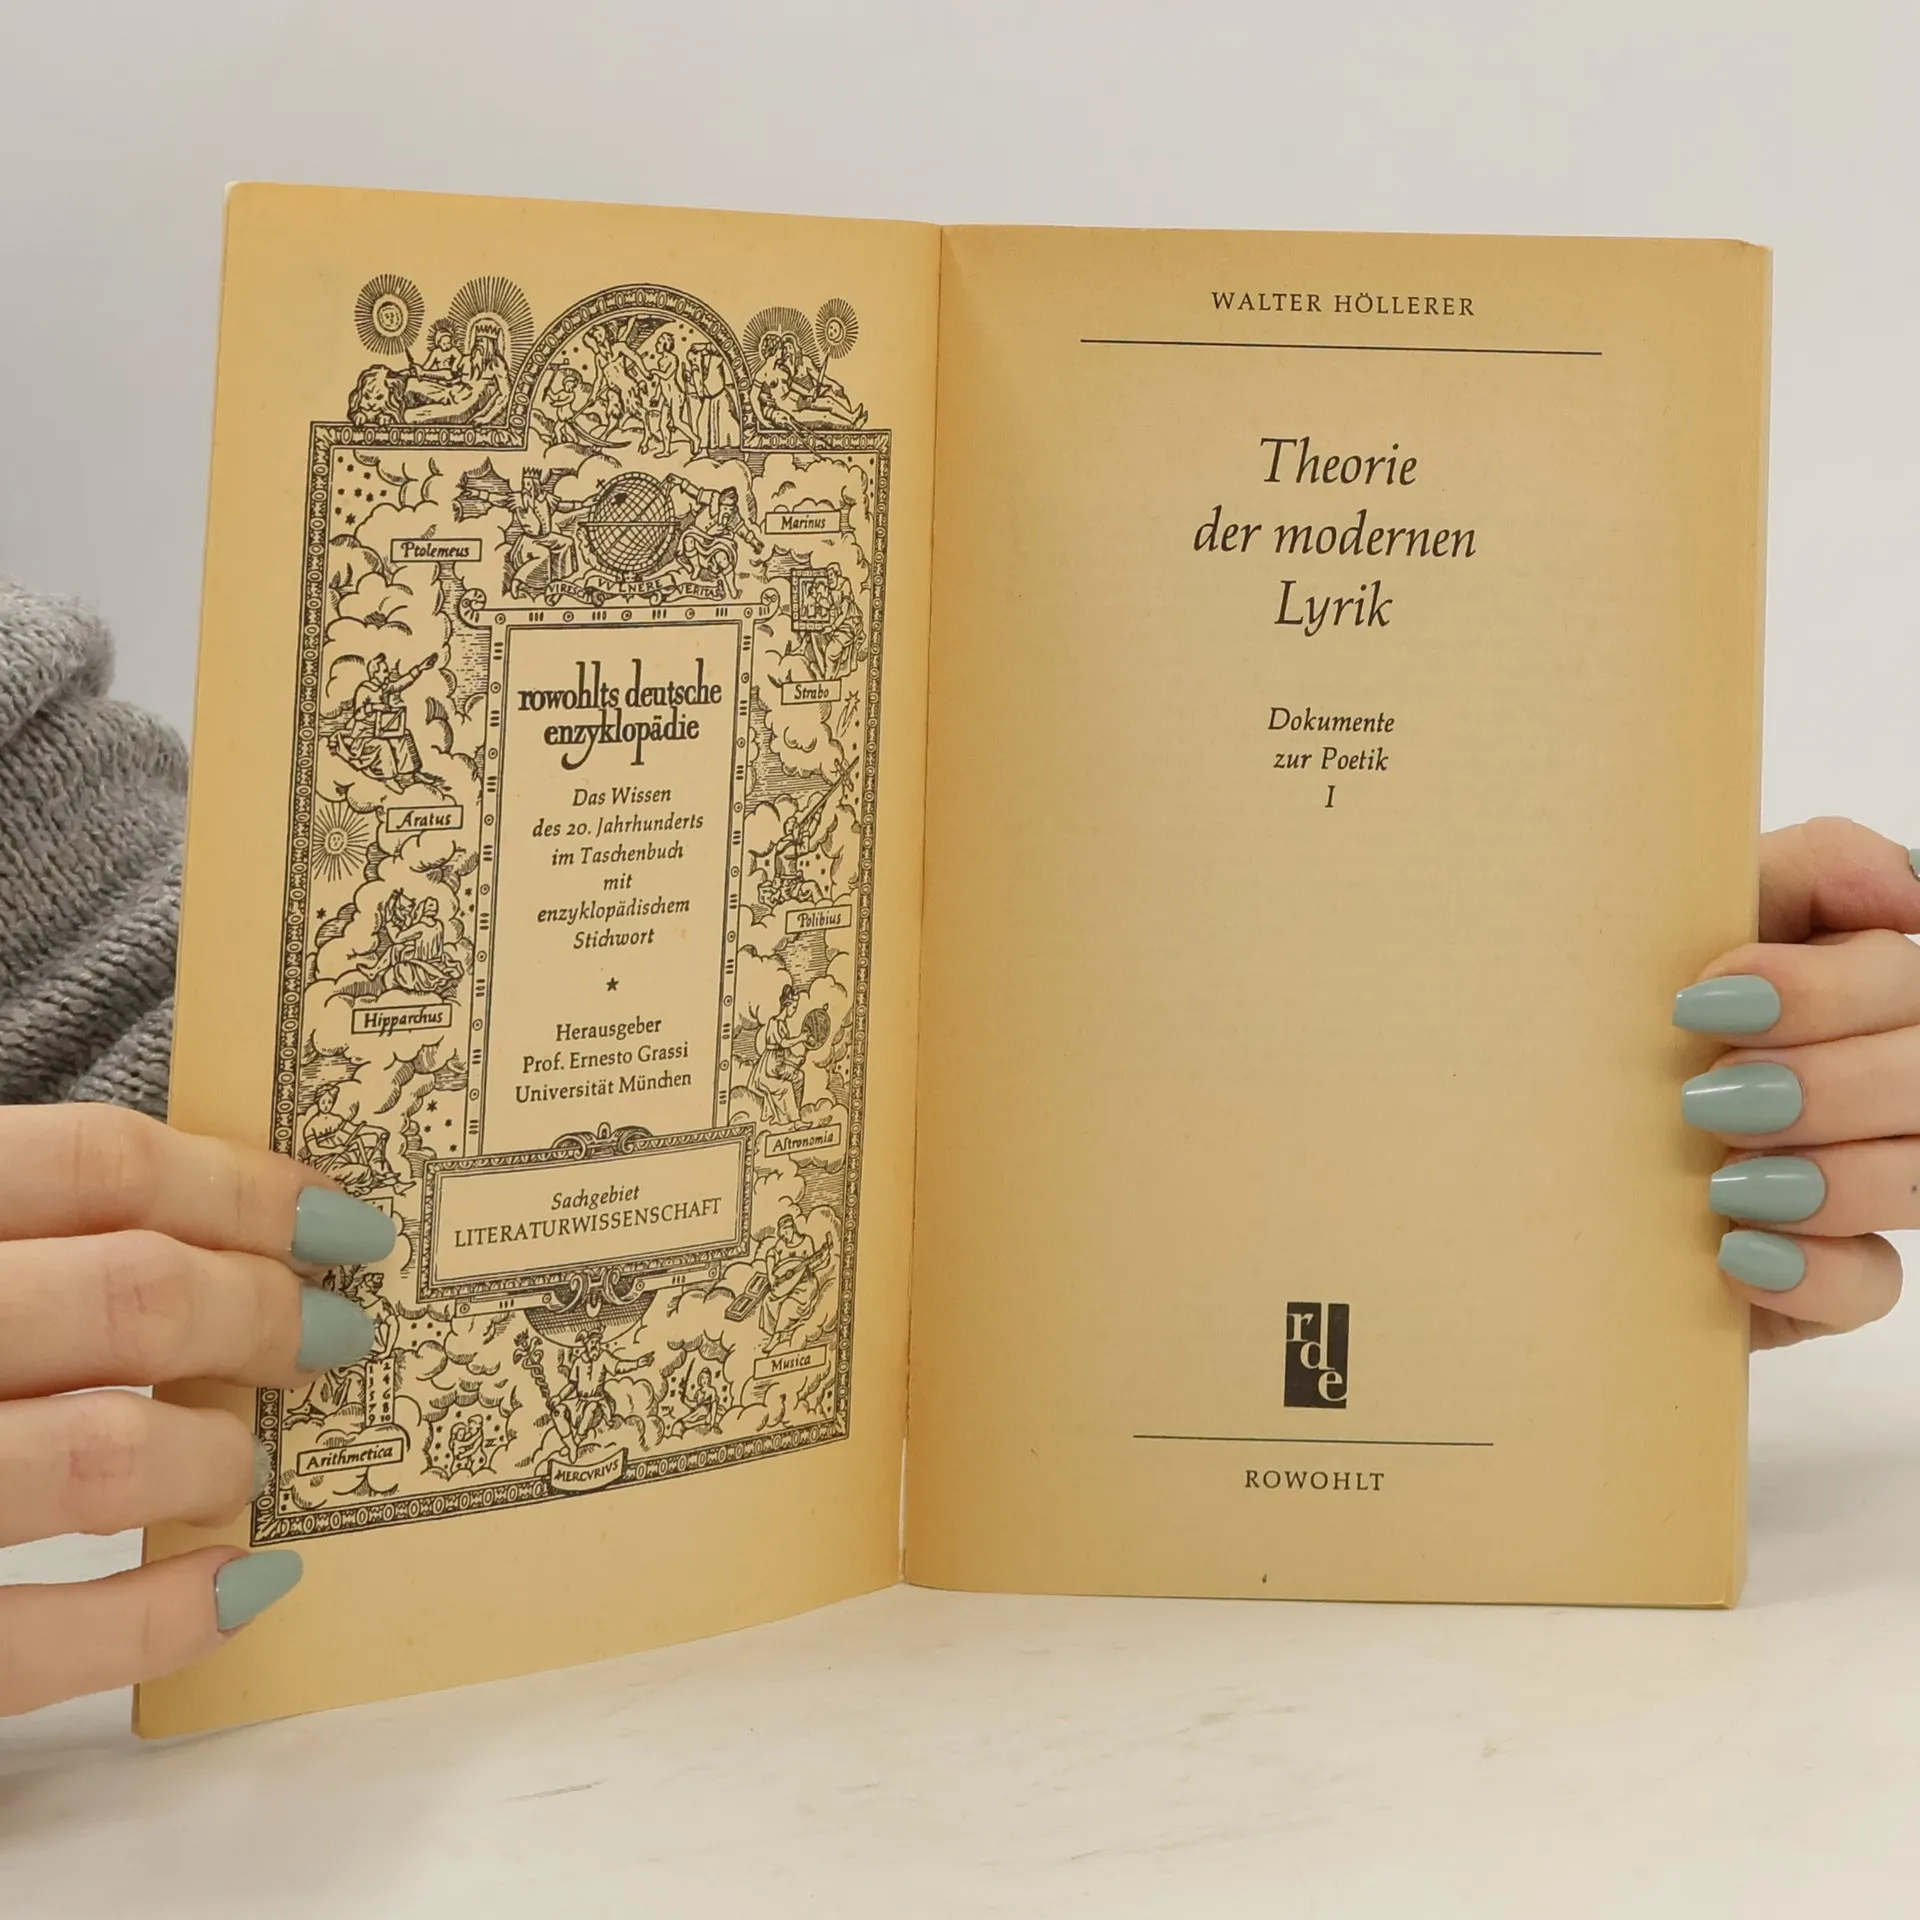 Ptolemeus
Marinus
VIRESCIT VVLNERE VERITAS
Strabo
rowohlts deutsche
enzyklopädie
Das Wissen
des 20. Jahrhunderts
im Taschenbuch
mit
enzyklopädischem
Stichwort
Aratus
Polibius
Hipparchus
Herausgeber
Prof. Ernesto Grassi
Universität München
Astronomia
Sachgebiet
LITERATURWISSENSCHAFT
Musica
Arithmetica
MERCVRIVS
WALTER HÖLLERER
Theorie
der modernen
Lyrik
Dokumente
zur Poetik
I
rde
ROWOHLT